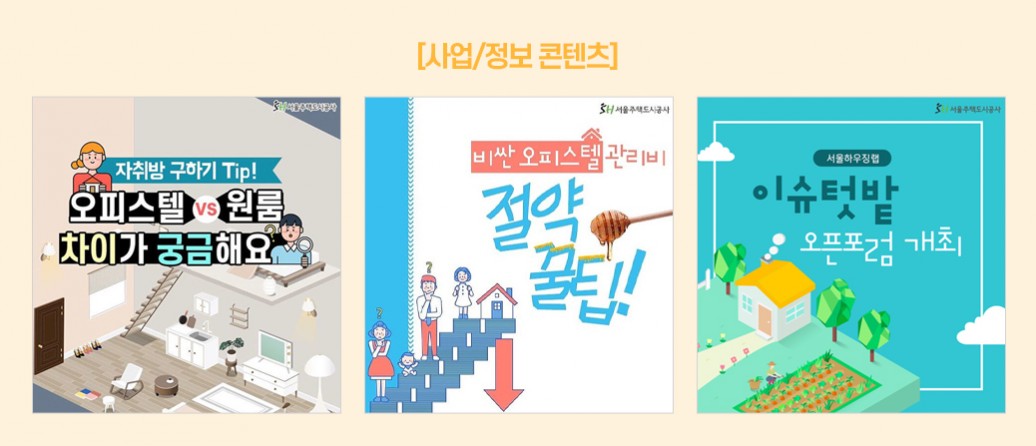 [사업/정보 콘텐츠]
SH 서울주택도시공사
자취방 구하기 Tip!
오피스텔 VS 원룸
차이가 궁금해요
SH 서울주택도시공사
비싼 오피스텔 관리비
절약
꿀팁!
SH 서울주택도시공사
서울하우징랩
이슈텃밭
오픈포럼 개최